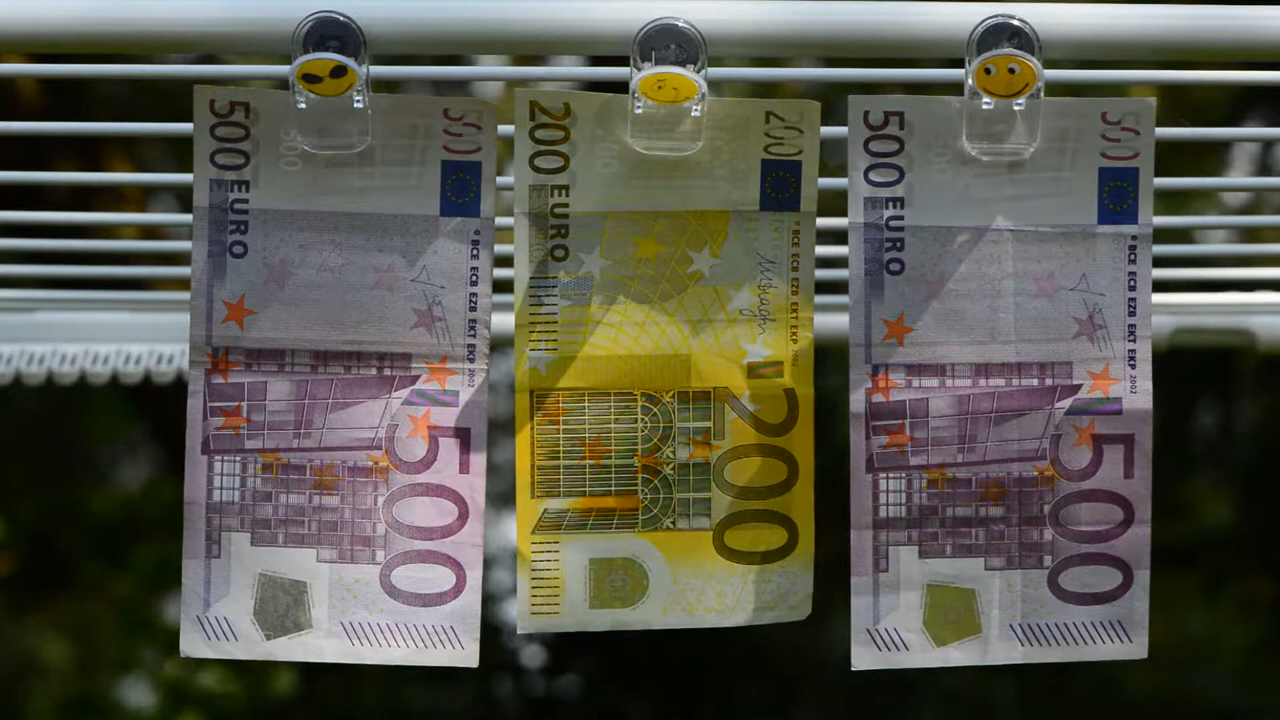 500 EURO
500
© BCE ECB EZB EKT EKP 2002
500
200 EURO
200
© BCE ECB EZB EKT EKP 2002
200
500 EURO
500
© BCE ECB EZB EKT EKP 2002
500